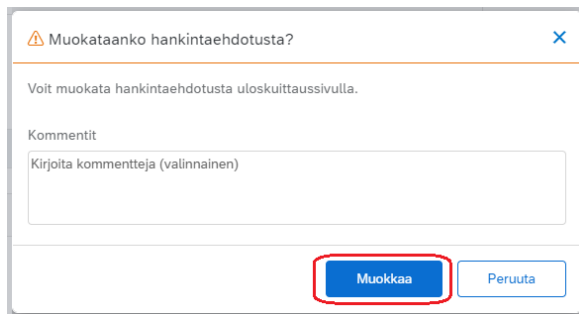 Muokataanko hankintaehdotusta?
Voit muokata hankintaehdotusta uloskuittaussivulla.
Kommentit
Kirjoita kommentteja (valinnainen)
Muokkaa
Peruuta